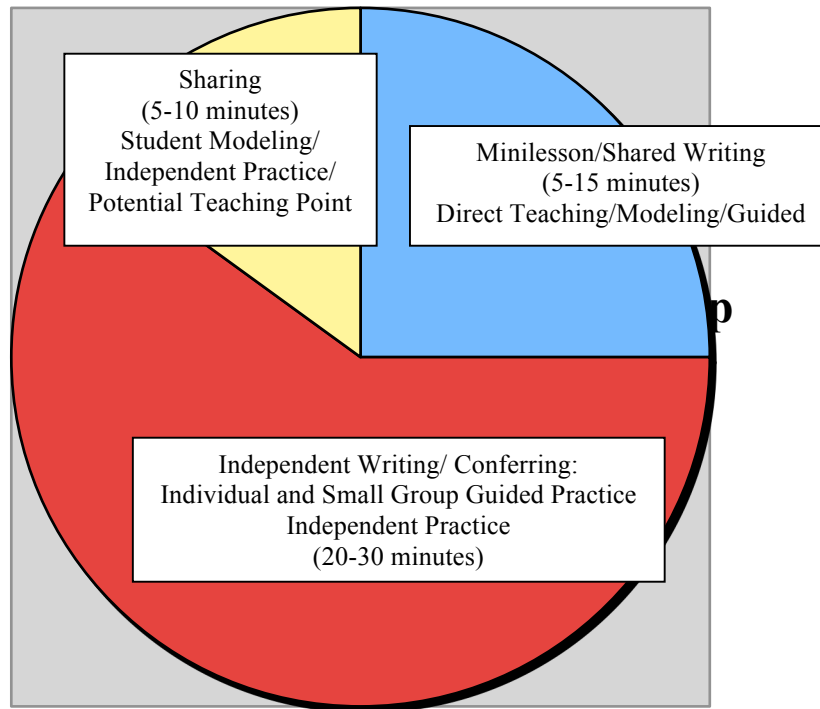 Sharing
(5-10 minutes)
Student Modeling/
Independent Practice/
Potential Teaching Point
Minilesson/Shared Writing
(5-15 minutes)
Direct Teaching/Modeling/Guided
p
Independent Writing/ Conferring:
Individual and Small Group Guided Practice
Independent Practice
(20-30 minutes)